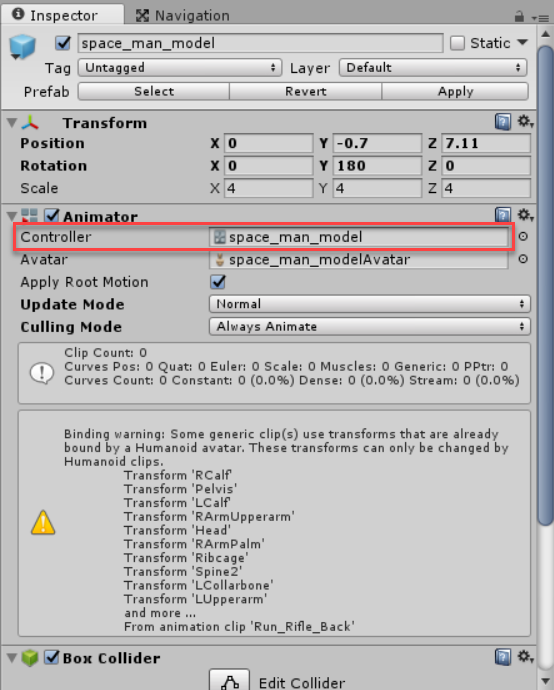 Inspector Navigation
space_man_model Static
Tag Untagged Layer Default
Prefab Select Revert Apply
Transform
Position X 0 Y -0.7 Z 7.11
Rotation X 0 Y 180 Z 0
Scale X 4 Y 4 Z 4
Animator
Controller space_man_model
Avatar space_man_modelAvatar
Apply Root Motion
Update Mode Normal
Culling Mode Always Animate
Clip Count: 0
Curves Pos: 0 Quat: 0 Euler: 0 Scale: 0 Muscles: 0 Generic: 0 PPtr: 0
Curves Count: 0 Constant: 0 (0.0%) Dense: 0 (0.0%) Stream: 0 (0.0%)
Binding warning: Some generic clip(s) use transforms that are already
bound by a Humanoid avatar. These transforms can only be changed by
Humanoid clips.
Transform 'RCalf'
Transform 'Pelvis'
Transform 'LCalf'
Transform 'RArmUpperarm'
Transform 'Head'
Transform 'RArmPalm'
Transform 'Ribcage'
Transform 'Spine2'
Transform 'LCollarbone'
Transform 'LUpperarm'
and more ...
From animation clip 'Run_Rifle_Back'
Box Collider
Edit Collider